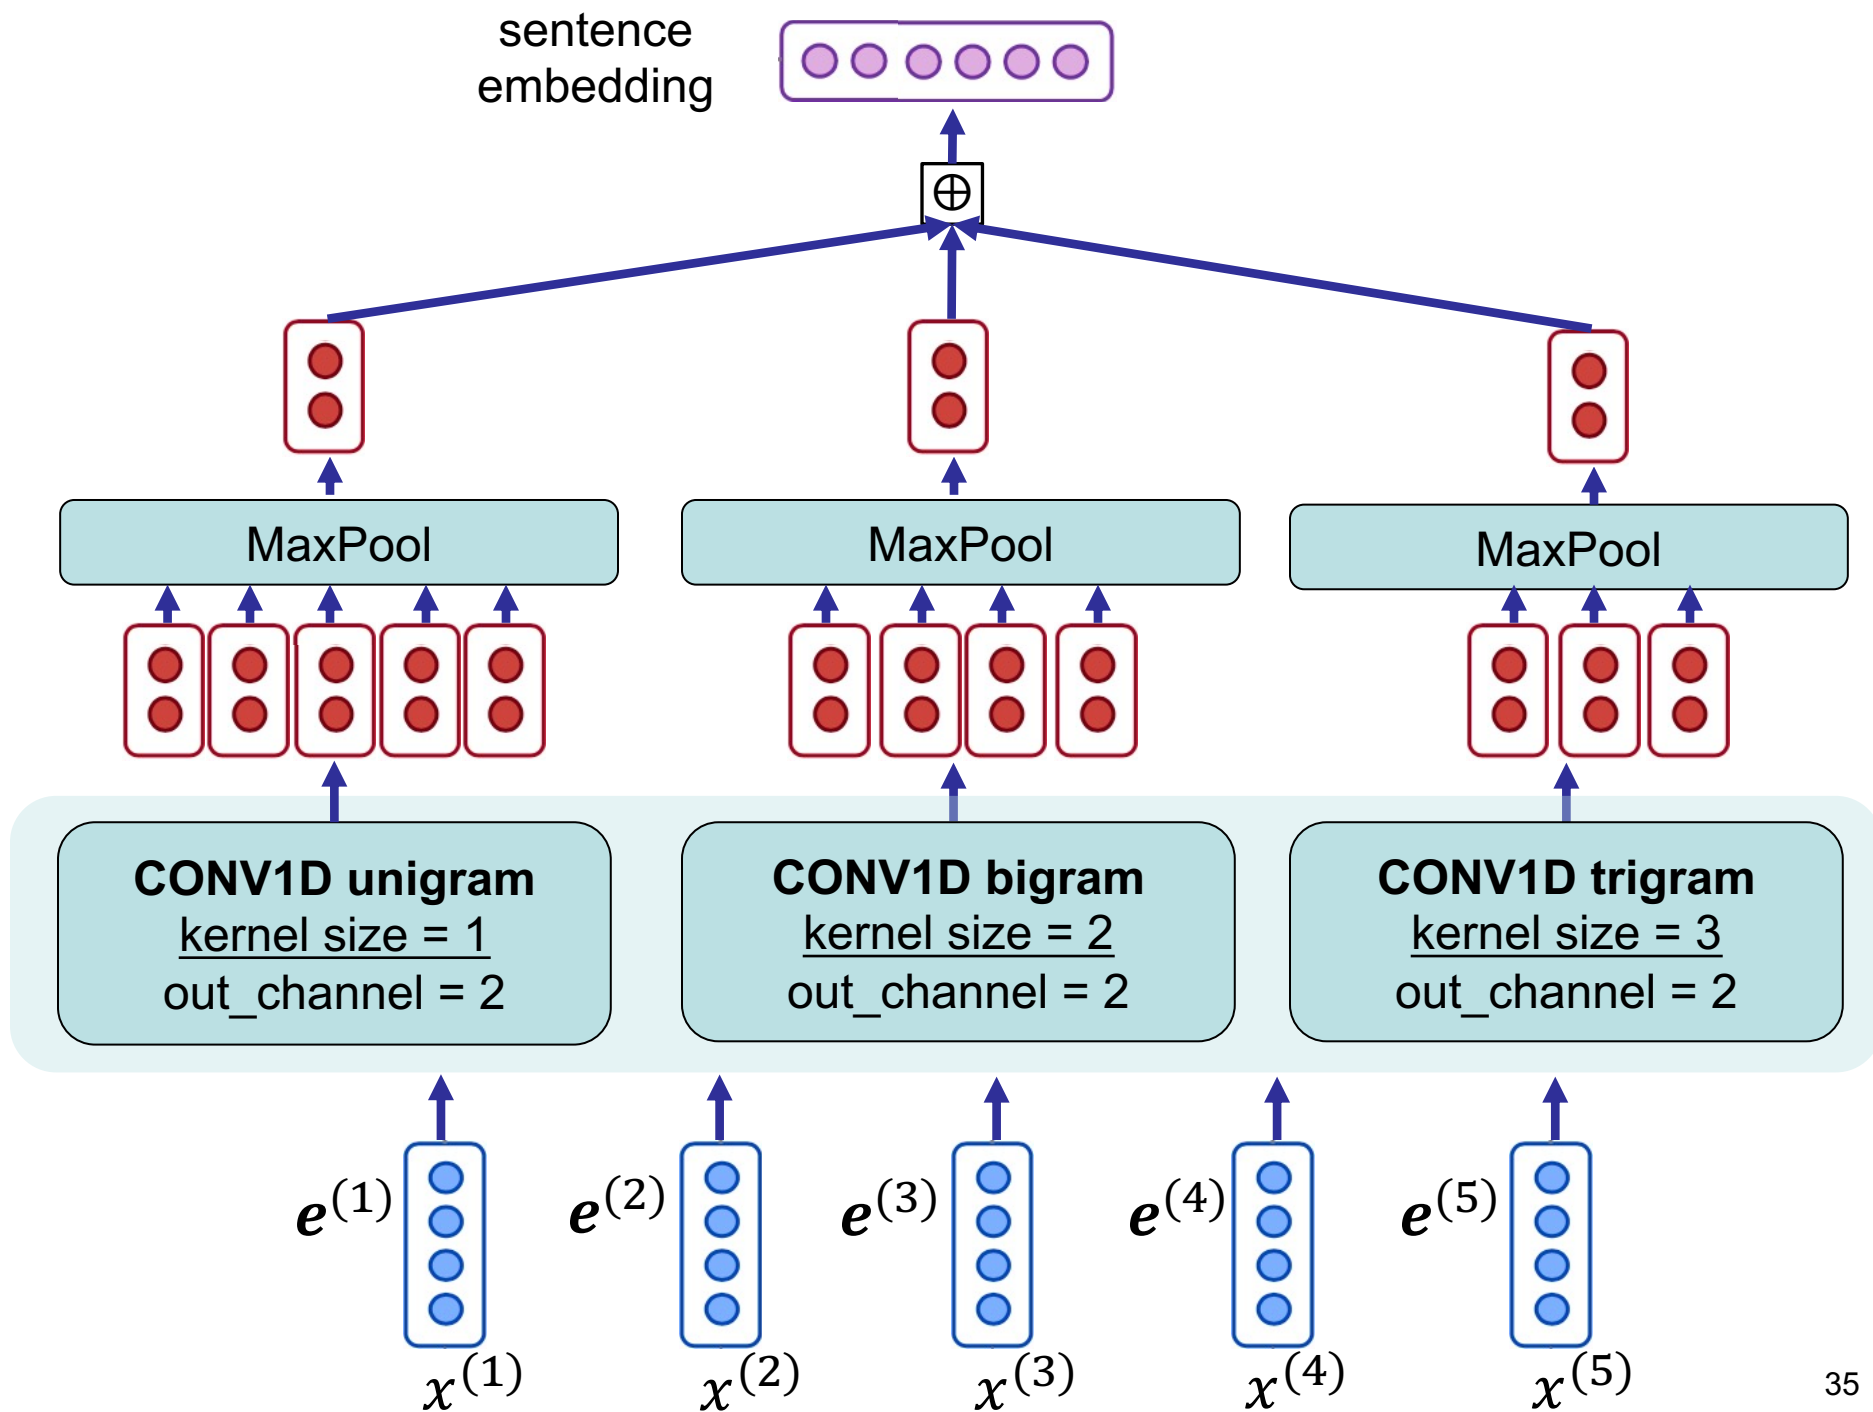 sentence
embedding
⊕
MaxPool
MaxPool
MaxPool
CONV1D unigram
kernel size = 1
out_channel = 2
CONV1D bigram
kernel size = 2
out_channel = 2
CONV1D trigram
kernel size = 3
out_channel = 2
e^(1)
e^(2)
e^(3)
e^(4)
e^(5)
x^(1)
x^(2)
x^(3)
x^(4)
x^(5)
35